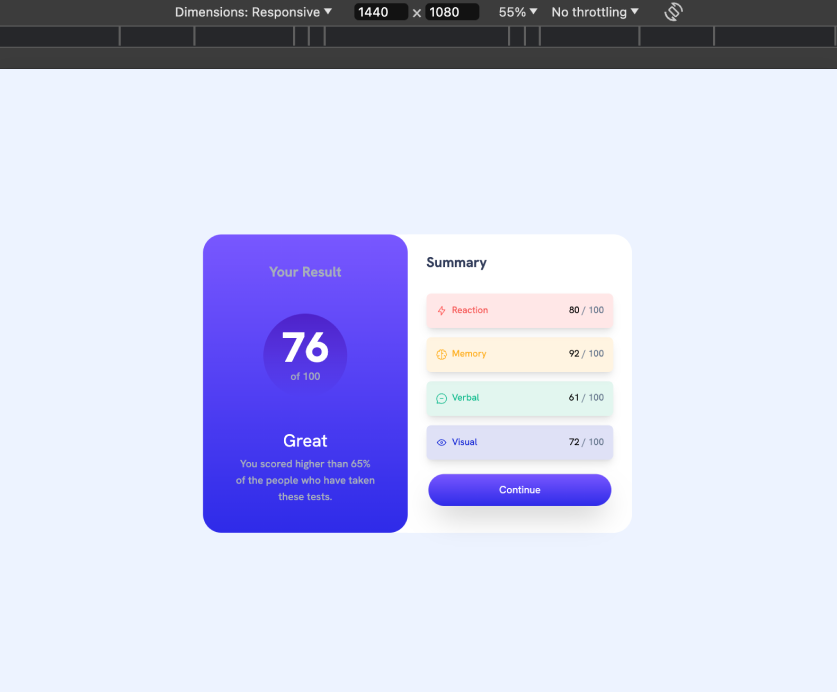 Dimensions: Responsive ▼ 1440 × 1080 55% ▼ No throttling ▼
Your Result
76
of 100
Great
You scored higher than 65%
of the people who have taken
these tests.
Summary
Reaction 80 / 100
Memory 92 / 100
Verbal 61 / 100
Visual 72 / 100
Continue